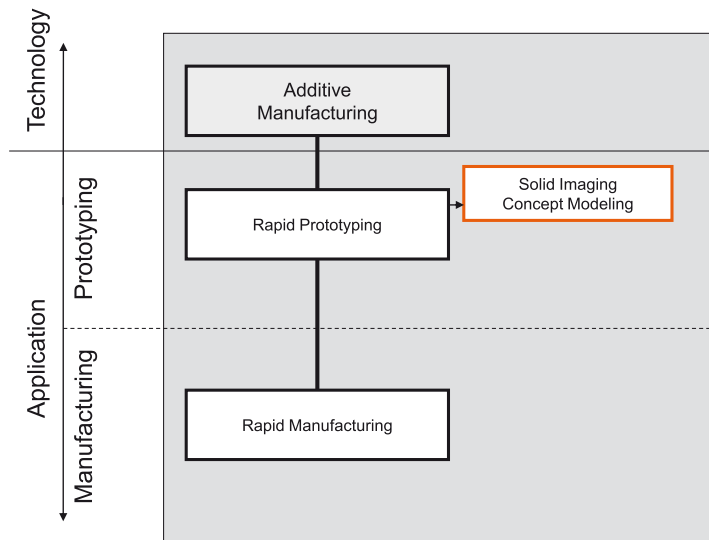 Technology
Additive
Manufacturing
Prototyping
Rapid Prototyping
Solid Imaging
Concept Modeling
Application
Manufacturing
Rapid Manufacturing